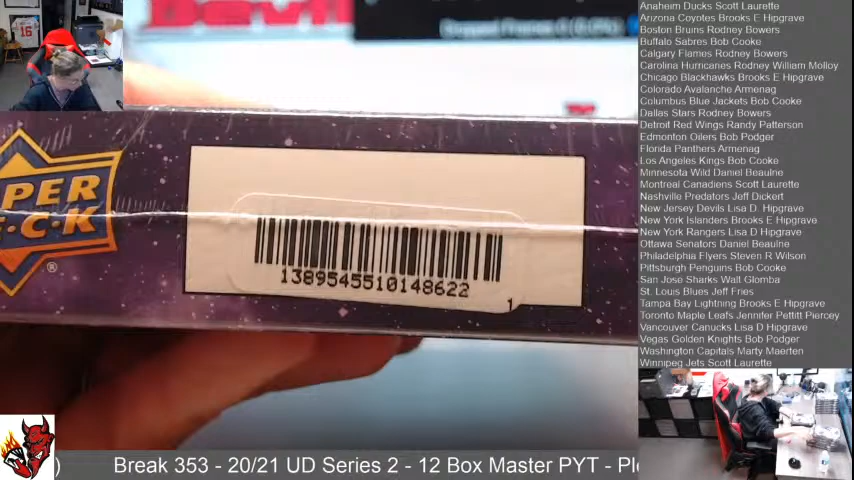 Anaheim Ducks Scott Laurette
Arizona Coyotes Brooks E Hipgrave
Boston Bruins Rodney Bowers
Buffalo Sabres Bob Cooke
Calgary Flames Rodney Bowers
Carolina Hurricanes Rodney William Molloy
Chicago Blackhawks Brooks E Hipgrave
Colorado Avalanche Armenag
Columbus Blue Jackets Bob Cooke
Dallas Stars Rodney Bowers
Detroit Red Wings Randy Patterson
Edmonton Oilers Bob Podger
Florida Panthers Armenag
Los Angeles Kings Bob Cooke
Minnesota Wild Daniel Beaulne
Montreal Canadiens Scott Laurette
Nashville Predators Jeff Dickert
New Jersey Devils Lisa D. Hipgrave
New York Islanders Brooks E Hipgrave
New York Rangers Lisa D Hipgrave
Ottawa Senators Daniel Beaulne
Philadelphia Flyers Steven R Wilson
Pittsburgh Penguins Bob Cooke
San Jose Sharks Walt Glomba
St. Louis Blues Jeff Fries
Tampa Bay Lightning Brooks E Hipgrave
Toronto Maple Leafs Jennifer Pettitt Piercey
Vancouver Canucks Lisa D Hipgrave
Vegas Golden Knights Bob Podger
Washington Capitals Marty Maerten
Winnipeg Jets Scott Laurette
16
Devils
PER
CK
®
1389545510148622
1
) Break 353 - 20/21 UD Series 2 - 12 Box Master PYT - Ple